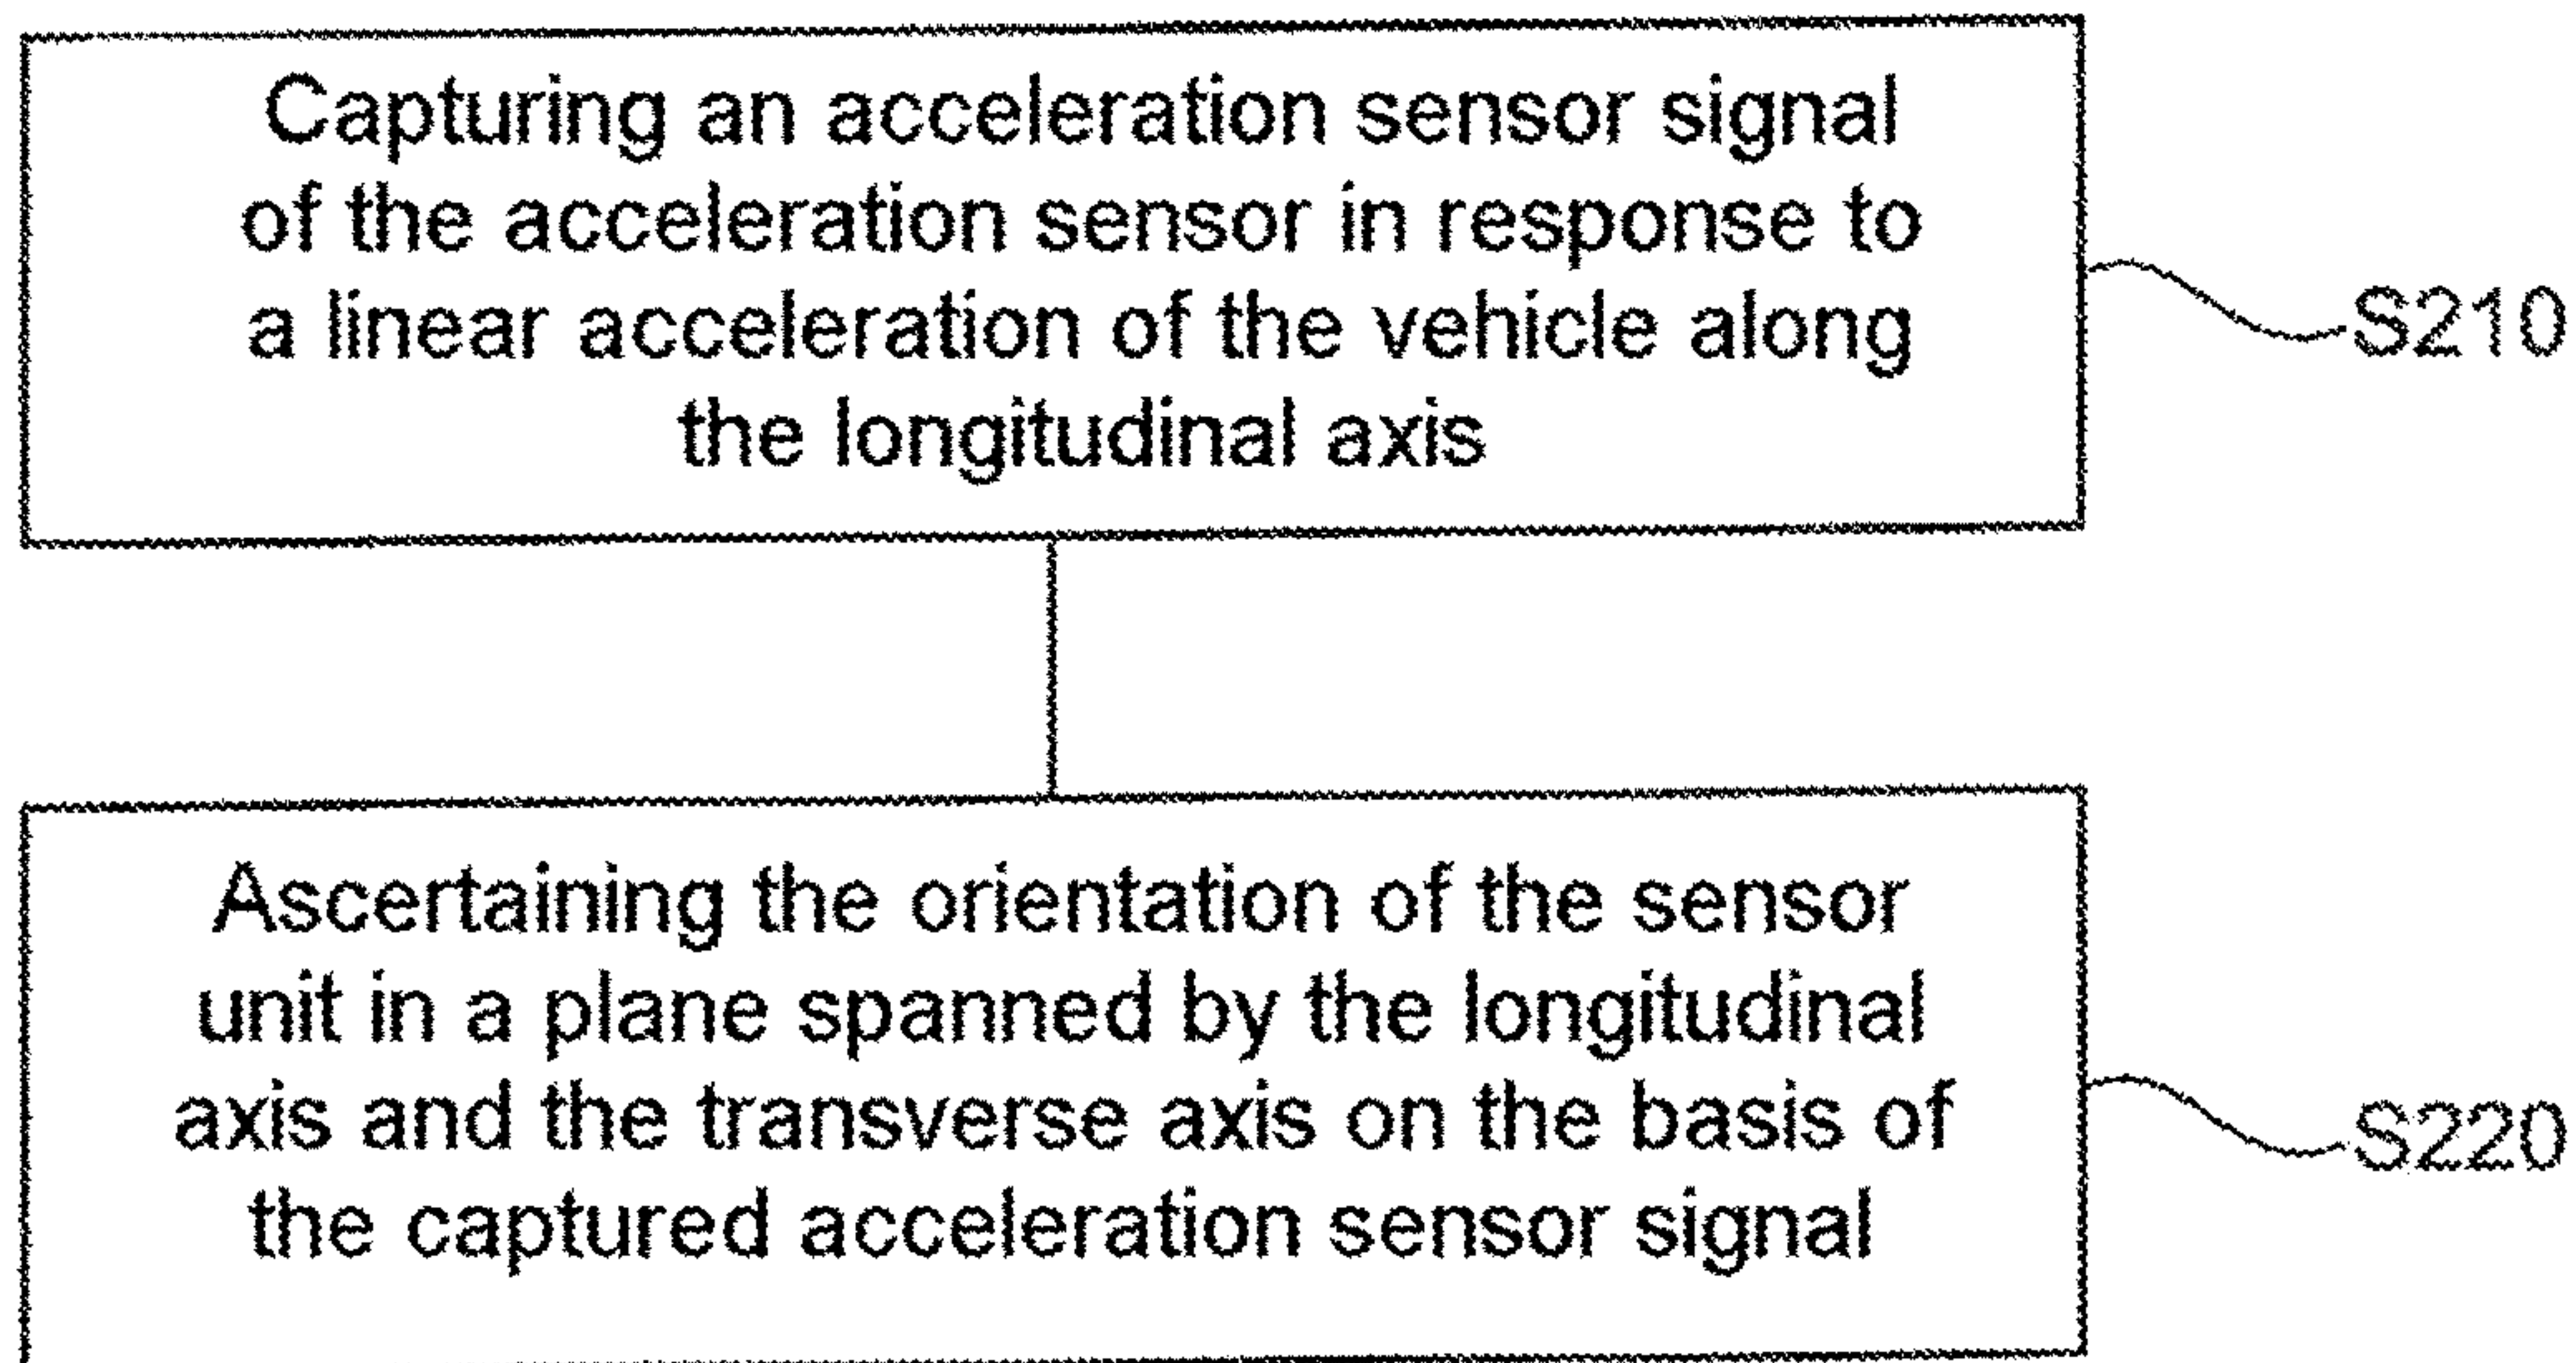 Capturing an acceleration sensor signal
of the acceleration sensor in response to
a linear acceleration of the vehicle along
the longitudinal axis
S210
Ascertaining the orientation of the sensor
unit in a plane spanned by the longitudinal
axis and the transverse axis on the basis of
the captured acceleration sensor signal
S220